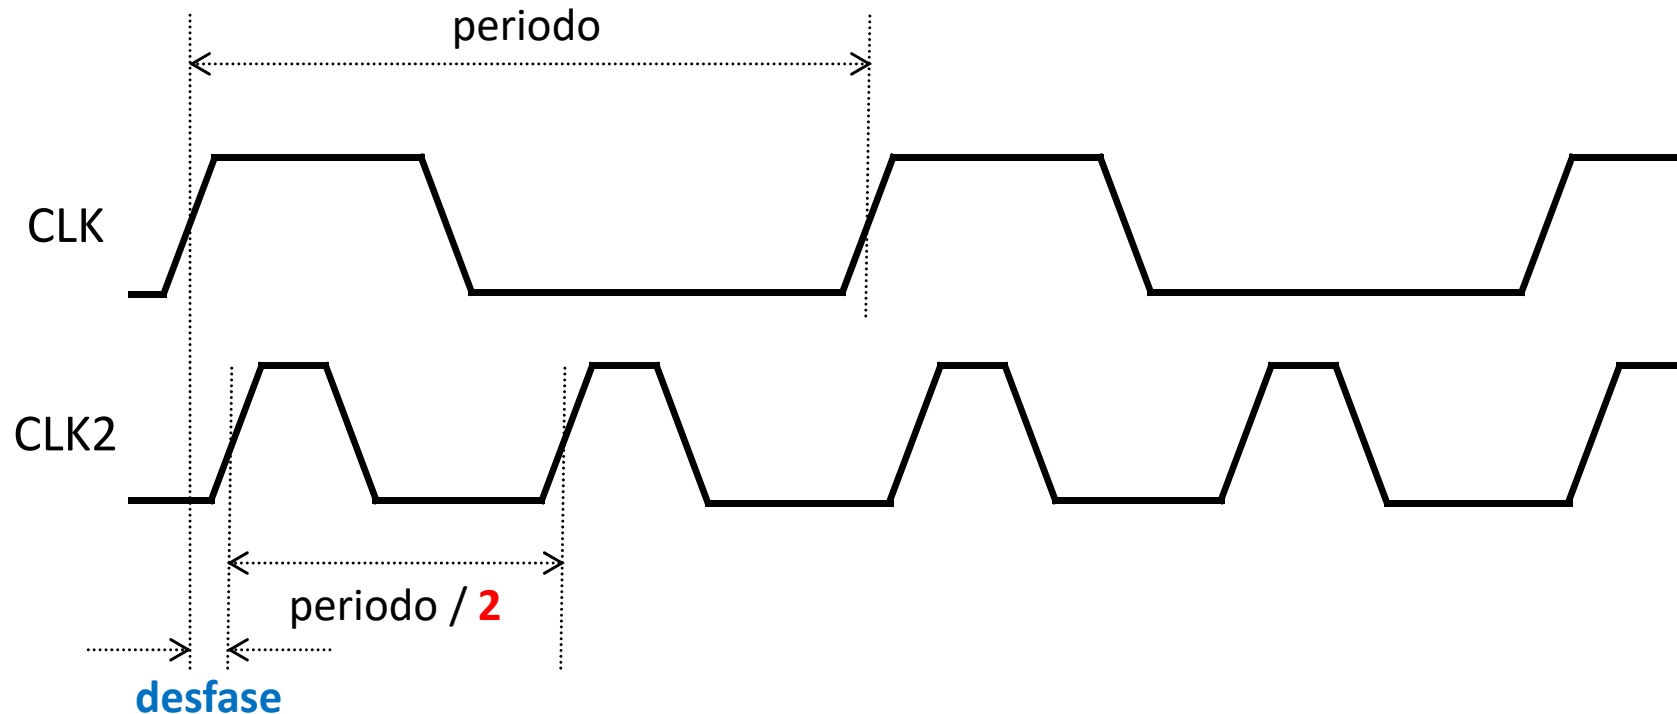 periodo
CLK
CLK2
periodo / 2
desfase